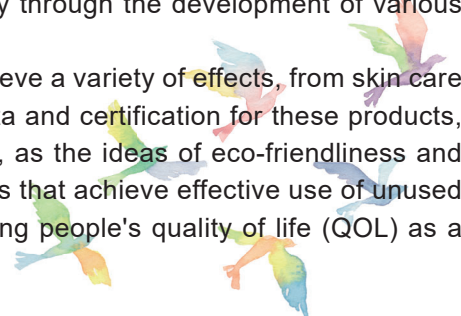 y through the development of various
eve a variety of effects, from skin care
a and certification for these products,
, as the ideas of eco-friendliness and
s that achieve effective use of unused
ng people's quality of life (QOL) as a